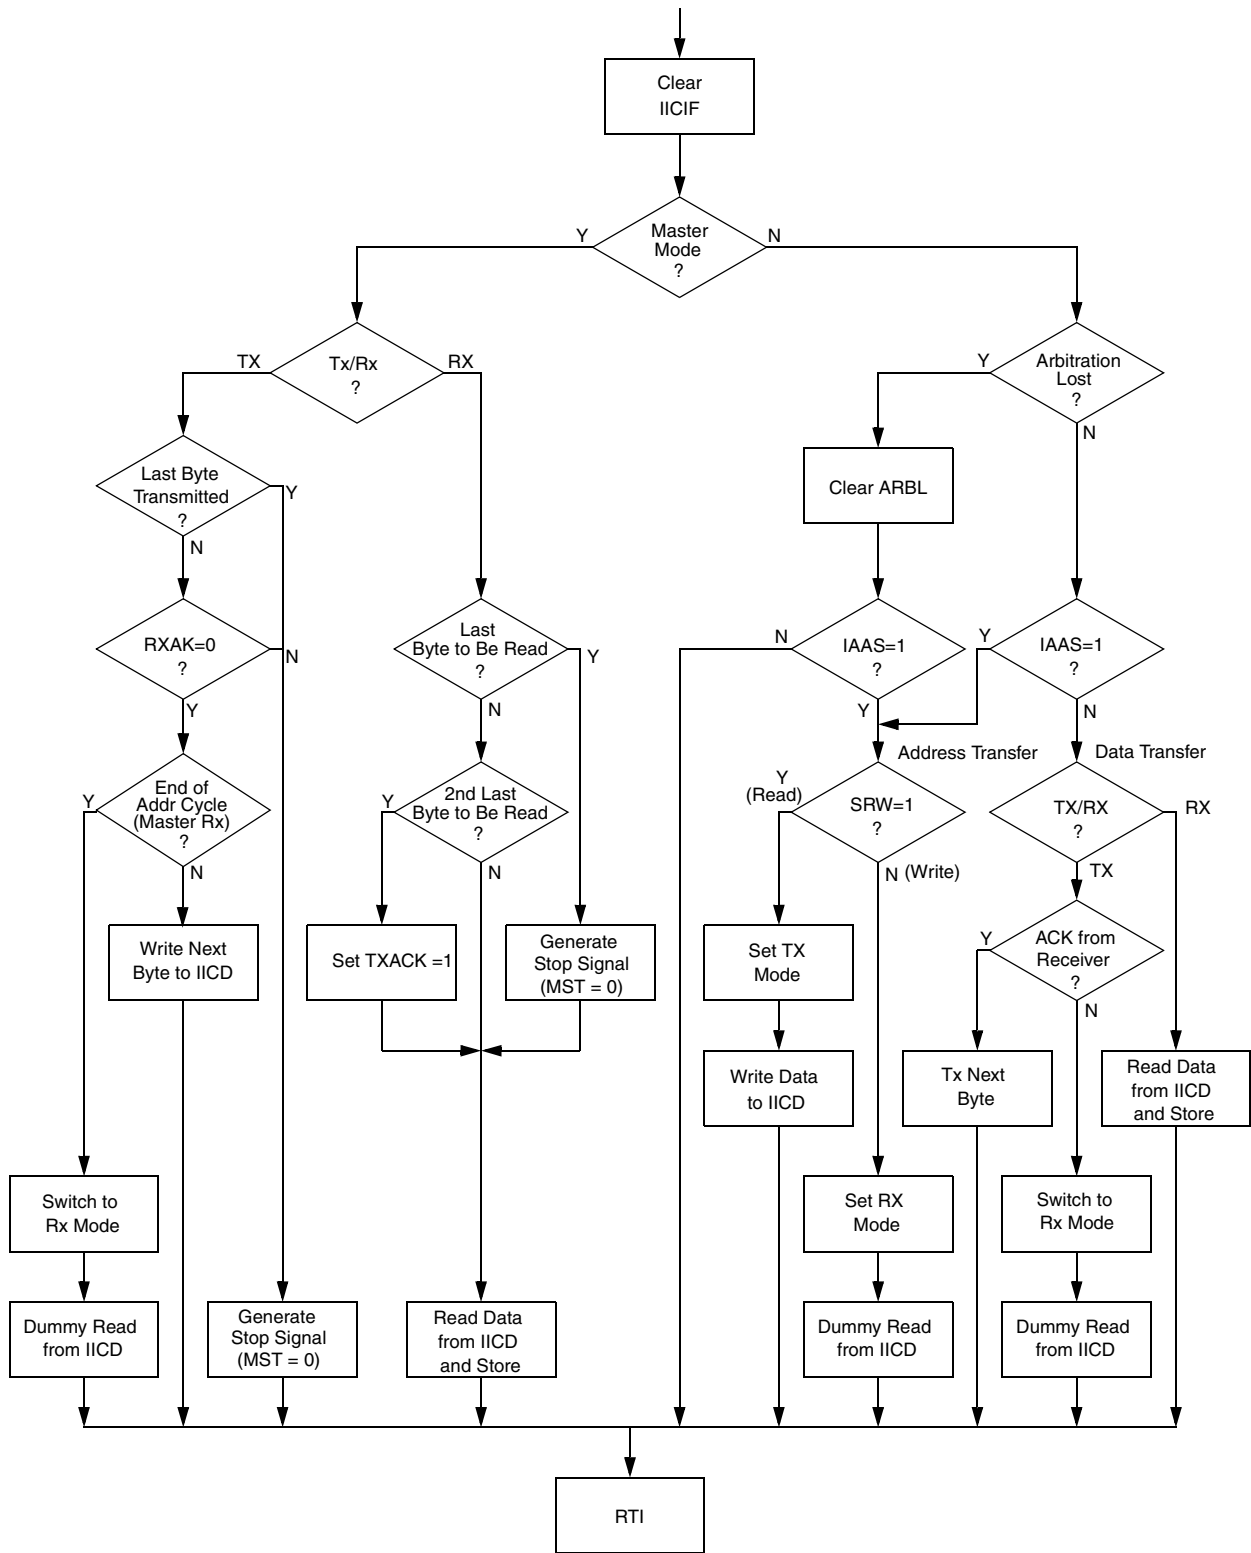 Clear
IICIF
Master
Mode
?
Y
N
Tx/Rx
?
TX
RX
Arbitration
Lost
?
Y
N
Last Byte
Transmitted
?
Y
N
Clear ARBL
RXAK=0
?
N
Y
Last
Byte to Be Read
?
Y
N
IAAS=1
?
N
Y
IAAS=1
?
Y
N
Address Transfer
Data Transfer
End of
Addr Cycle
(Master Rx)
?
Y
N
2nd Last
Byte to Be Read
?
Y
N
SRW=1
?
Y
(Read)
N (Write)
TX/RX
?
RX
TX
Write Next
Byte to IICD
Set TXACK =1
Generate
Stop Signal
(MST = 0)
Set TX
Mode
ACK from
Receiver
?
Y
N
Write Data
to IICD
Tx Next
Byte
Read Data
from IICD
and Store
Switch to
Rx Mode
Set RX
Mode
Switch to
Rx Mode
Dummy Read
from IICD
Generate
Stop Signal
(MST = 0)
Read Data
from IICD
and Store
Dummy Read
from IICD
Dummy Read
from IICD
RTI